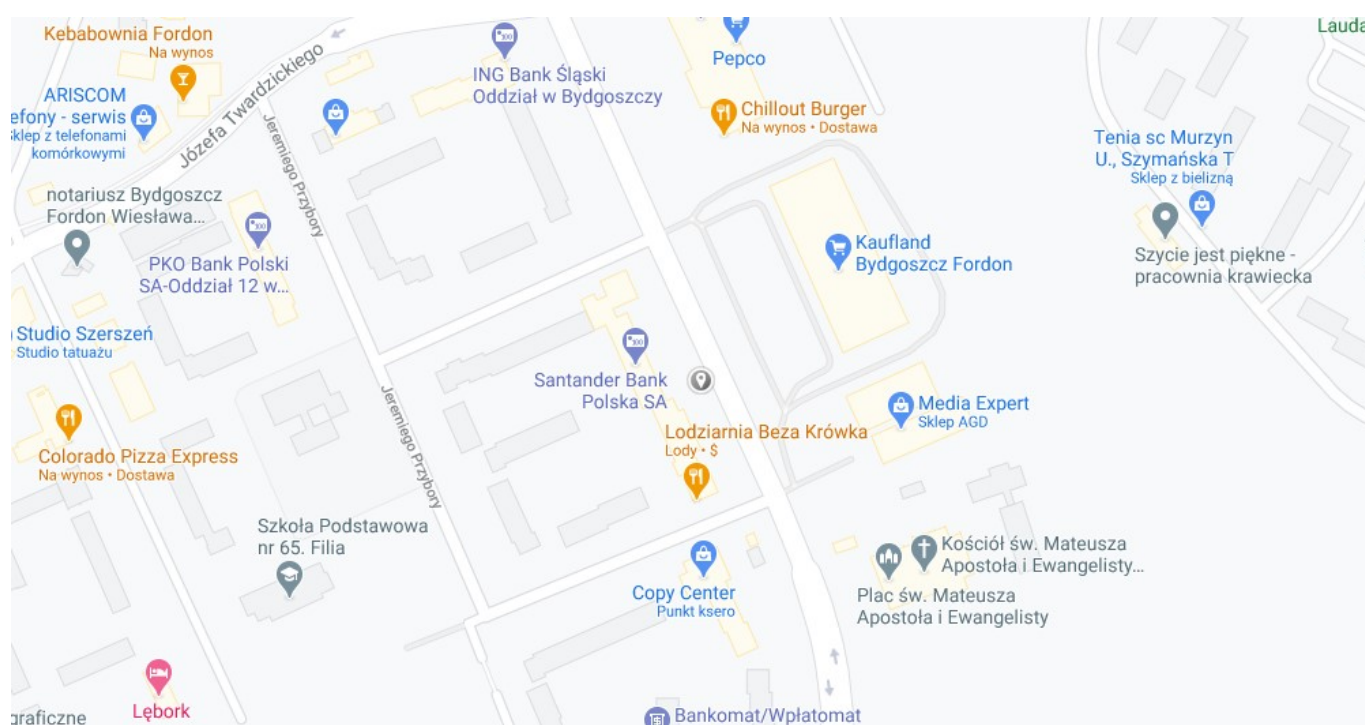 Kebabownia Fordon
Na wynos
ARISCOM
efony - serwis
Sklep z telefonami
komórkowymi
Józefa Twardzickiego
ING Bank Śląski
Oddział w Bydgoszczy
Pepco
Chillout Burger
Na wynos • Dostawa
Lauda
Tenia sc Murzyn
U., Szymańska T
Sklep z bielizną
Szycie jest piękne -
pracownia krawiecka
Jeremiego Przybory
notariusz Bydgoszcz
Fordon Wiesława...
PKO Bank Polski
SA-Oddział 12 w...
Kaufland
Bydgoszcz Fordon
Studio Szerszeń
Studio tatuażu
Santander Bank
Polska SA
Media Expert
Sklep AGD
Lodziarnia Beza Krówka
Lody • $
Jeremiego Przybory
Colorado Pizza Express
Na wynos • Dostawa
Szkoła Podstawowa
nr 65. Filia
Copy Center
Punkt ksero
Kościół św. Mateusza
Apostoła i Ewangelisty...
Plac św. Mateusza
Apostoła i Ewangelisty
Lębork
graficzne
Bankomat/Wpłatomat